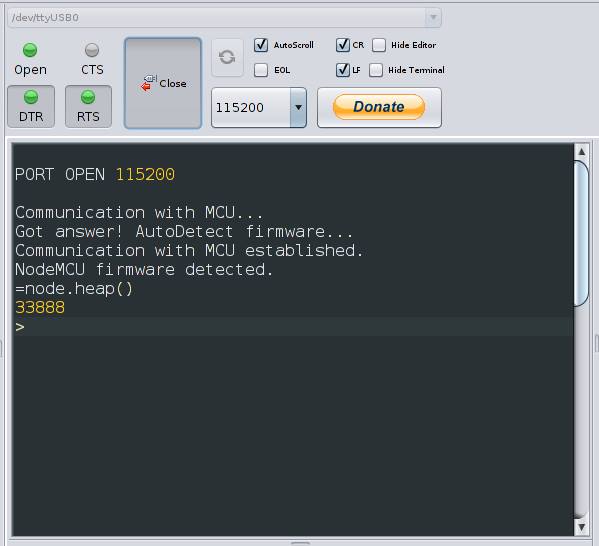 /dev/ttyUSB0
Open CTS Close AutoScroll CR Hide Editor
EOL LF Hide Terminal
DTR RTS 115200 Donate
PORT OPEN 115200
Communication with MCU...
Got answer! AutoDetect firmware...
Communication with MCU established.
NodeMCU firmware detected.
=node.heap()
33888
>